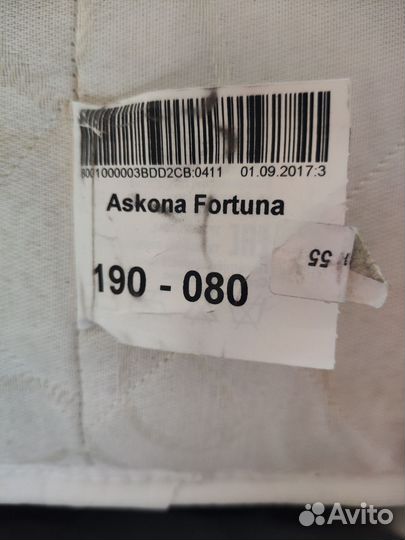 8001000003BDD2CB:0411 01.09.2017:3
Askona Fortuna
190 - 080
55
Avito